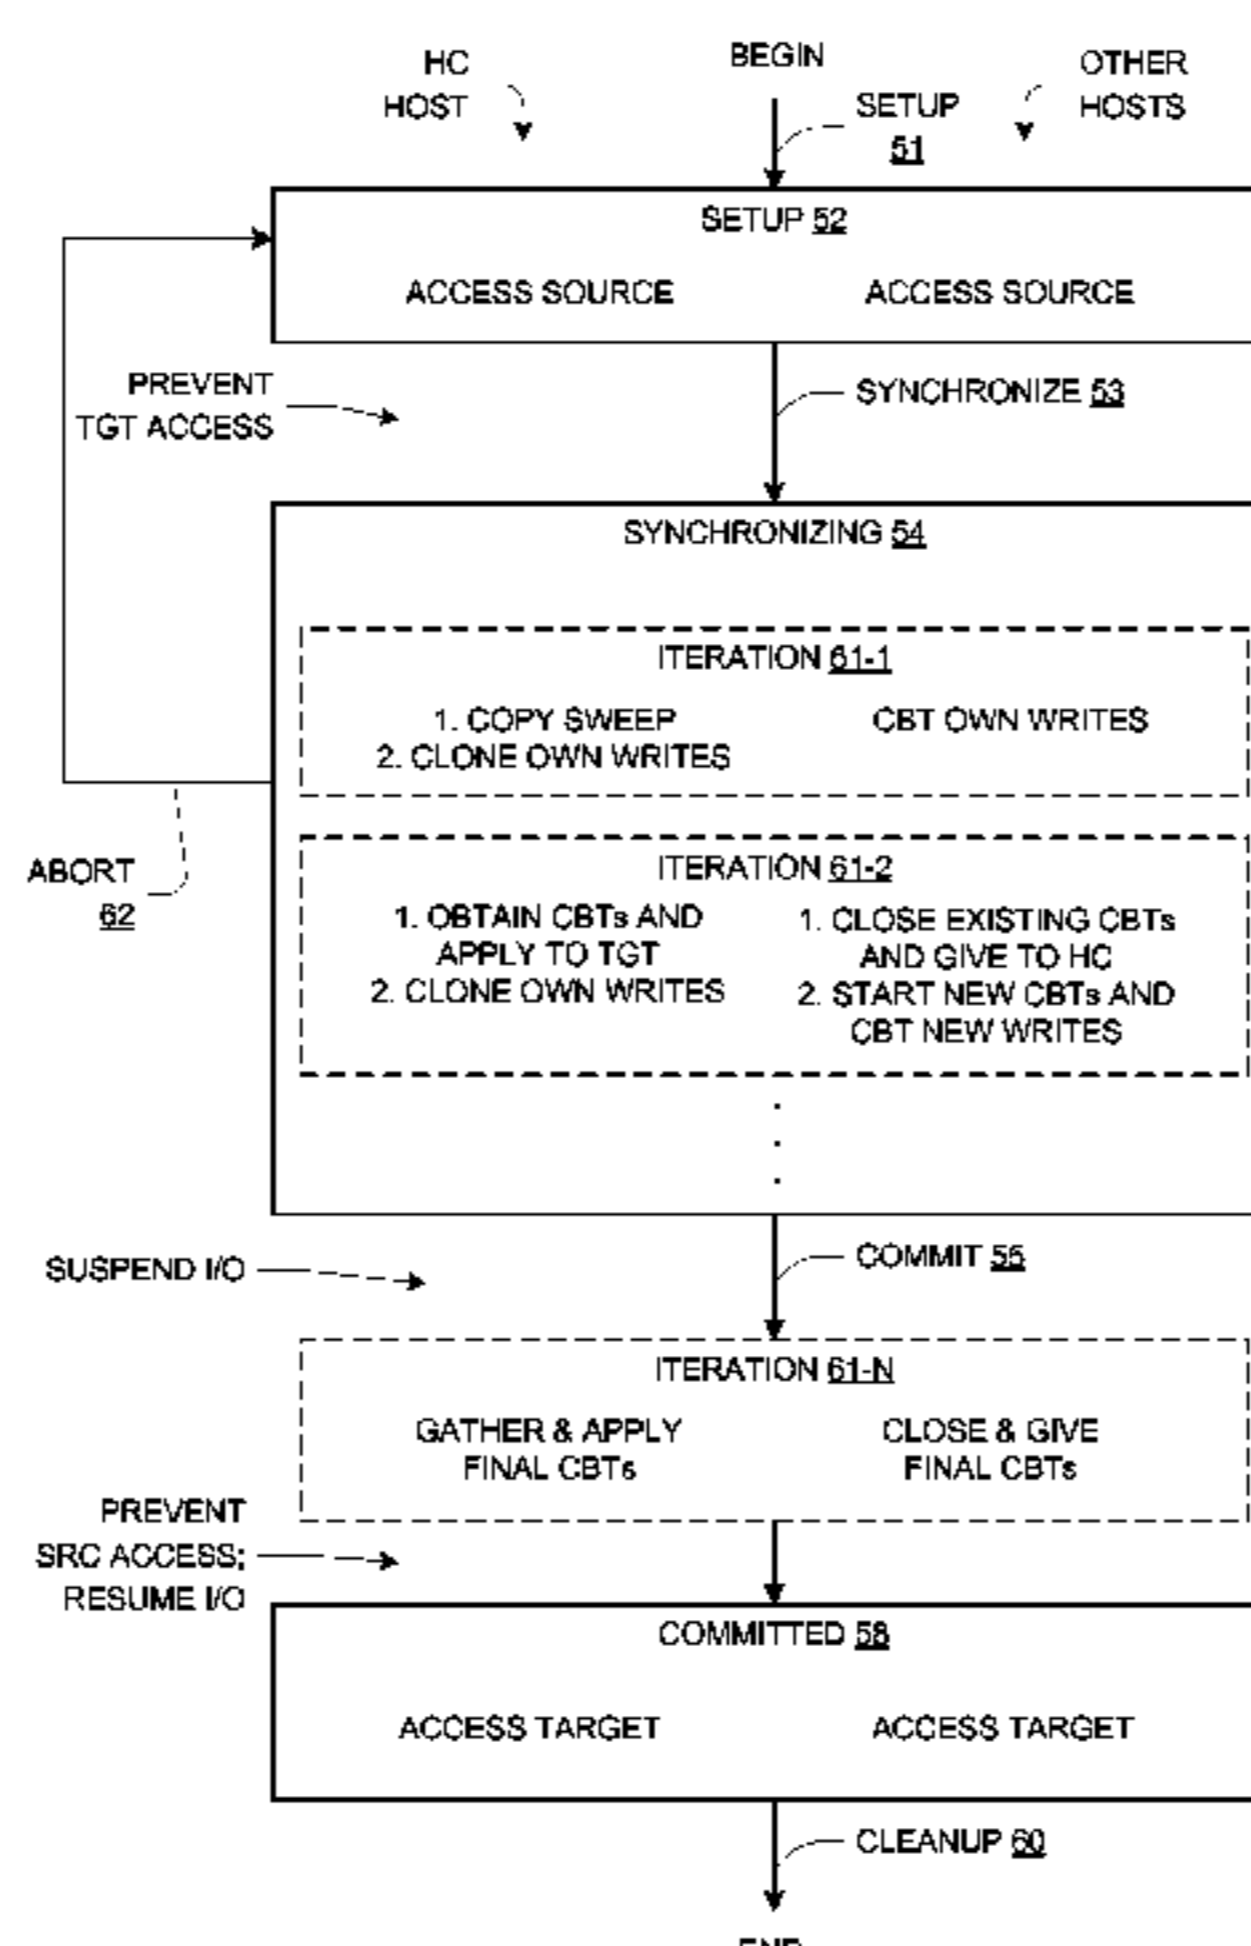 HC
HOST
BEGIN
SETUP
51
OTHER
HOSTS
SETUP 52
ACCESS SOURCE
ACCESS SOURCE
PREVENT
TGT ACCESS
SYNCHRONIZE 53
SYNCHRONIZING 54
ITERATION 61-1
1. COPY SWEEP
2. CLONE OWN WRITES
CBT OWN WRITES
ABORT
62
ITERATION 61-2
1. OBTAIN CBTs AND
APPLY TO TGT
2. CLONE OWN WRITES
1. CLOSE EXISTING CBTs
AND GIVE TO HC
2. START NEW CBTs AND
CBT NEW WRITES
SUSPEND I/O
COMMIT 55
ITERATION 61-N
GATHER & APPLY
FINAL CBTs
CLOSE & GIVE
FINAL CBTs
PREVENT
SRC ACCESS;
RESUME I/O
COMMITTED 58
ACCESS TARGET
ACCESS TARGET
CLEANUP 60